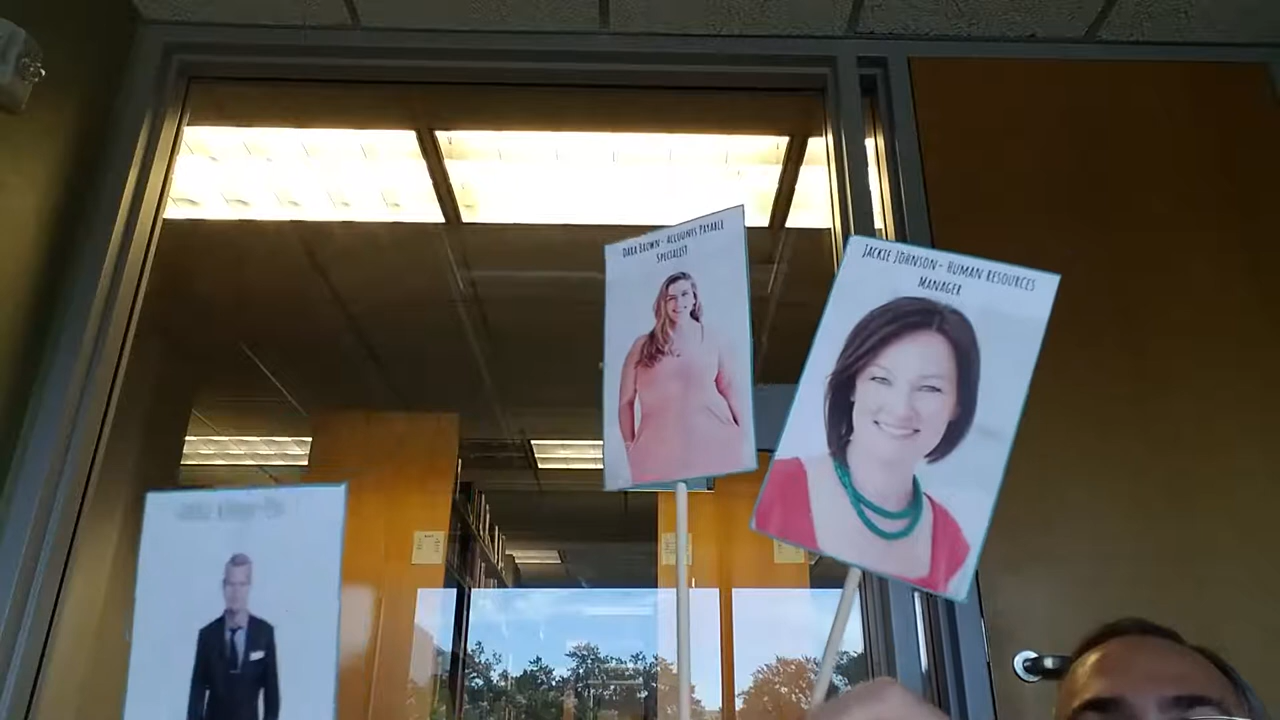 DARA BROWN - ACCOUNTS PAYABLE
SPECIALIST
JACKIE JOHNSON - HUMAN RESOURCES
MANAGER